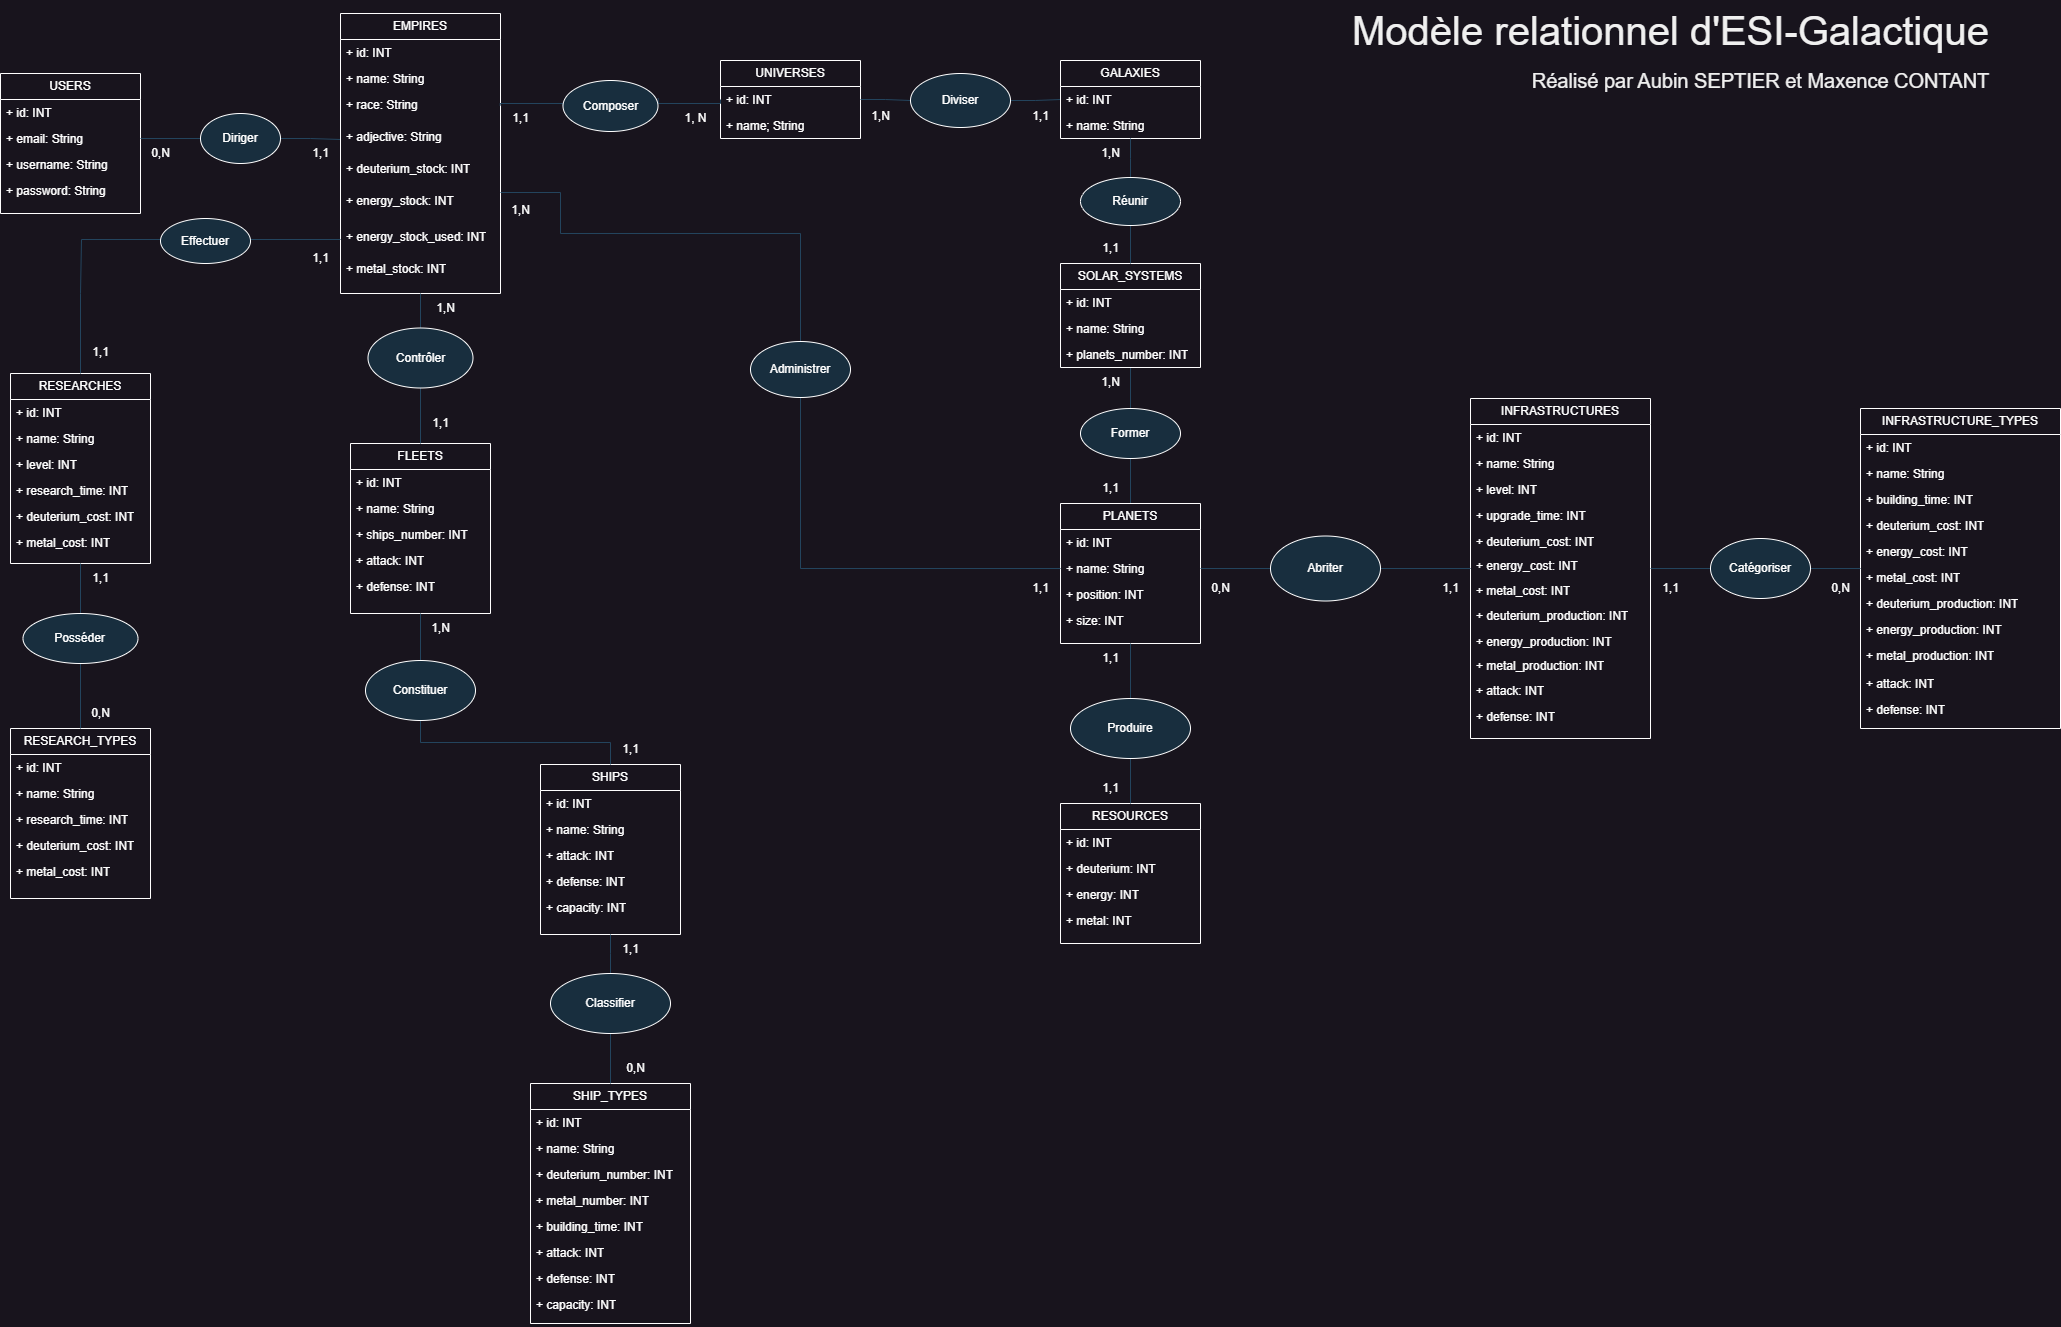 Modèle relationnel d'ESI-Galactique
Réalisé par Aubin SEPTIER et Maxence CONTANT
USERS
+ id: INT
+ email: String
+ username: String
+ password: String
0,N
Diriger
1,1
EMPIRES
+ id: INT
+ name: String
+ race: String
+ adjective: String
+ deuterium_stock: INT
+ energy_stock: INT
+ energy_stock_used: INT
+ metal_stock: INT
1,1
Composer
1, N
UNIVERSES
+ id: INT
+ name; String
1,N
Diviser
1,1
GALAXIES
+ id: INT
+ name: String
1,N
Réunir
1,1
SOLAR_SYSTEMS
+ id: INT
+ name: String
+ planets_number: INT
1,N
Former
1,1
PLANETS
+ id: INT
+ name: String
+ position: INT
+ size: INT
1,N
Administrer
1,1
1,1
Effectuer
1,1
RESEARCHES
+ id: INT
+ name: String
+ level: INT
+ research_time: INT
+ deuterium_cost: INT
+ metal_cost: INT
1,1
Posséder
0,N
RESEARCH_TYPES
+ id: INT
+ name: String
+ research_time: INT
+ deuterium_cost: INT
+ metal_cost: INT
1,N
Contrôler
1,1
FLEETS
+ id: INT
+ name: String
+ ships_number: INT
+ attack: INT
+ defense: INT
1,N
Constituer
1,1
SHIPS
+ id: INT
+ name: String
+ attack: INT
+ defense: INT
+ capacity: INT
1,1
Classifier
0,N
SHIP_TYPES
+ id: INT
+ name: String
+ deuterium_number: INT
+ metal_number: INT
+ building_time: INT
+ attack: INT
+ defense: INT
+ capacity: INT
1,1
Produire
1,1
RESOURCES
+ id: INT
+ deuterium: INT
+ energy: INT
+ metal: INT
0,N
Abriter
1,1
INFRASTRUCTURES
+ id: INT
+ name: String
+ level: INT
+ upgrade_time: INT
+ deuterium_cost: INT
+ energy_cost: INT
+ metal_cost: INT
+ deuterium_production: INT
+ energy_production: INT
+ metal_production: INT
+ attack: INT
+ defense: INT
1,1
Catégoriser
0,N
INFRASTRUCTURE_TYPES
+ id: INT
+ name: String
+ building_time: INT
+ deuterium_cost: INT
+ energy_cost: INT
+ metal_cost: INT
+ deuterium_production: INT
+ energy_production: INT
+ metal_production: INT
+ attack: INT
+ defense: INT